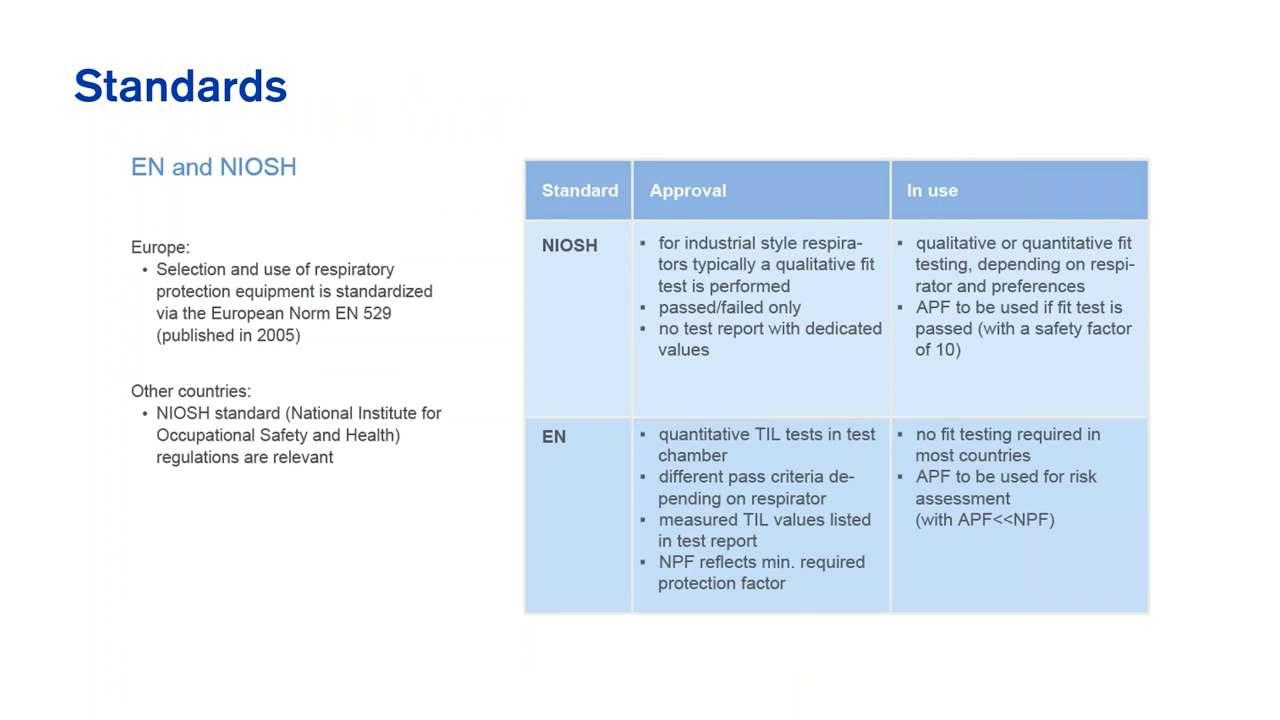 Standards
EN and NIOSH
Europe:
• Selection and use of respiratory
protection equipment is standardized
via the European Norm EN 529
(published in 2005)
Other countries:
• NIOSH standard (National Institute for
Occupational Safety and Health)
regulations are relevant
Standard Approval In use
NIOSH
▪ for industrial style respira-
tors typically a qualitative fit
test is performed
▪ passed/failed only
▪ no test report with dedicated
values
▪ qualitative or quantitative fit
testing, depending on respi-
rator and preferences
▪ APF to be used if fit test is
passed (with a safety factor
of 10)
EN
▪ quantitative TIL tests in test
chamber
▪ different pass criteria de-
pending on respirator
▪ measured TIL values listed
in test report
▪ NPF reflects min. required
protection factor
▪ no fit testing required in
most countries
▪ APF to be used for risk
assessment
(with APF<<NPF)